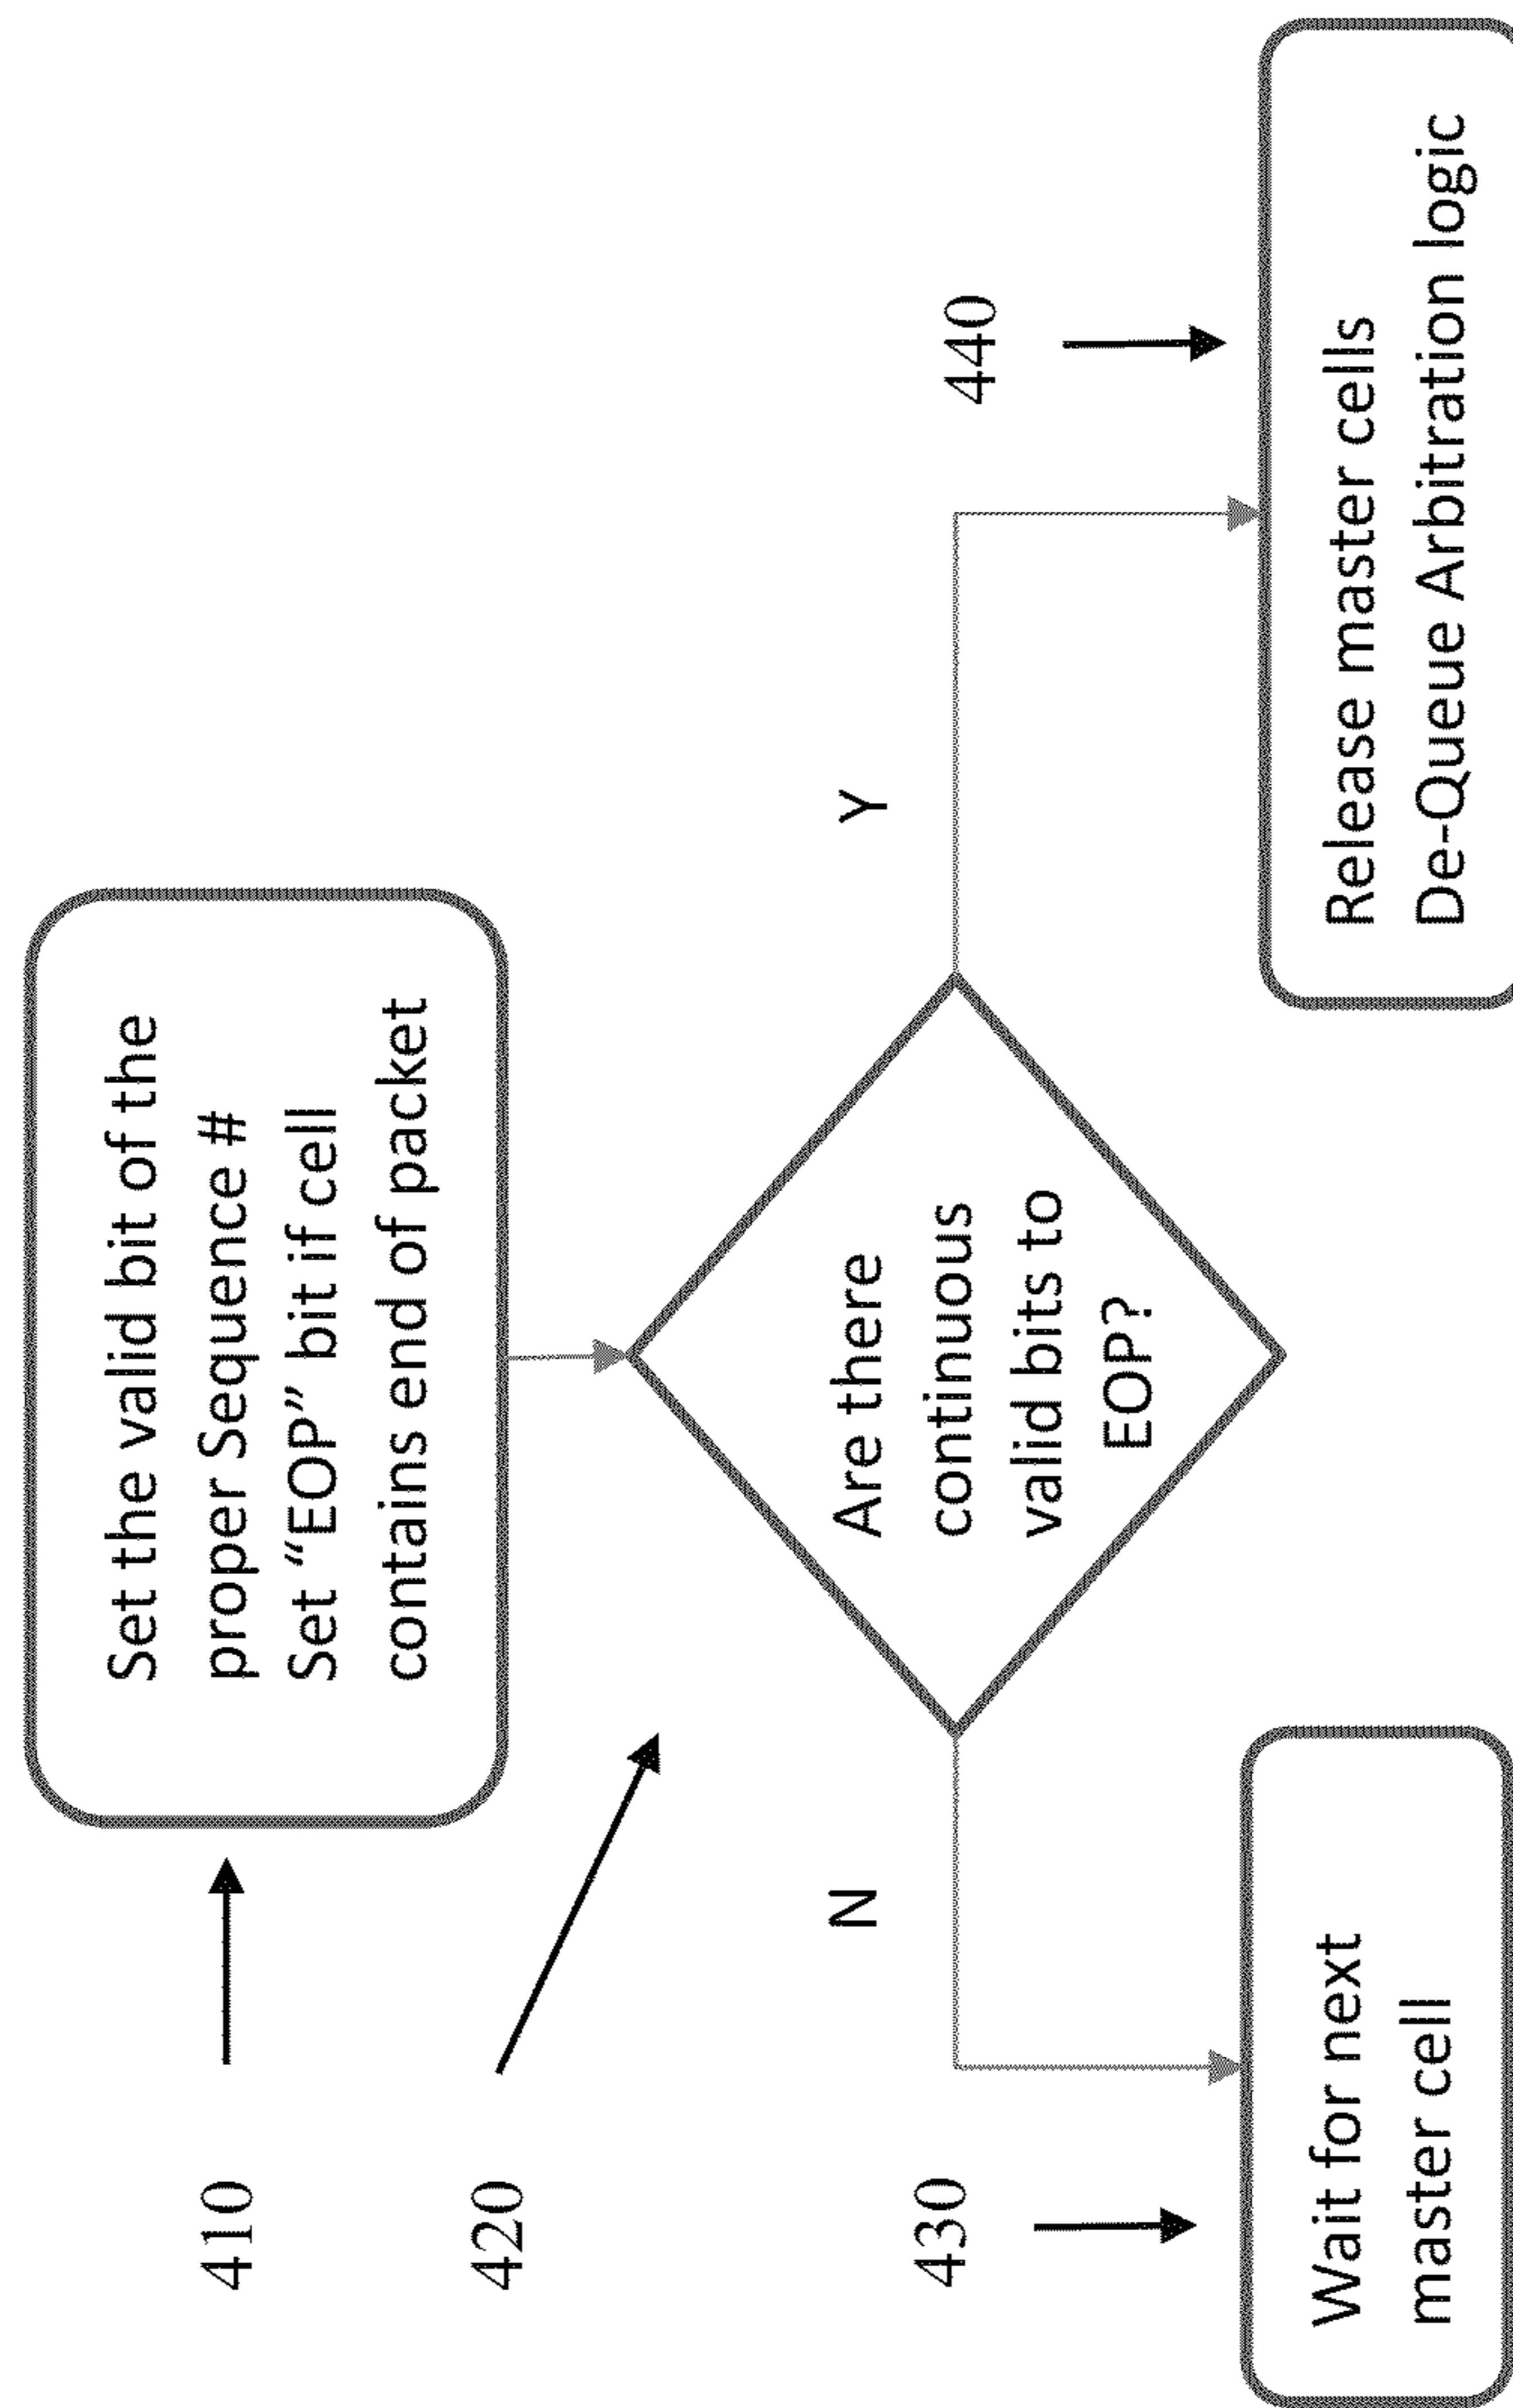 410
Set the valid bit of the
proper Sequence #
Set “EOP” bit if cell
contains end of packet
420
Are there
continuous
valid bits to
EOP?
N
Y
430
Wait for next
master cell
440
Release master cells
De-Queue Arbitration logic